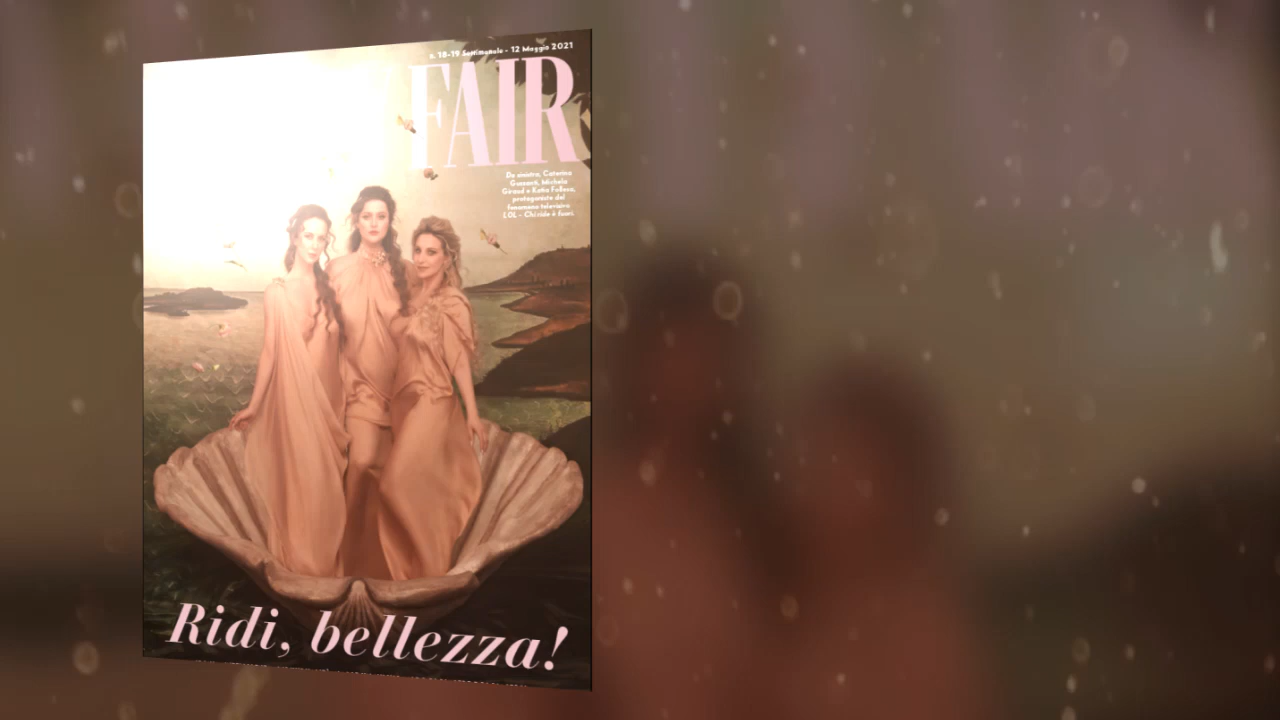 n. 18-19 Settimanale - 12 Maggio 2021
FAIR
Da sinistra, Caterina
Guzzanti, Michela
Giraud e Katia Follesa,
protagoniste del
fenomeno televisivo
LOL - Chi ride è fuori.
Ridi, bellezza!